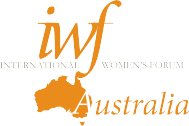 iwf
INTERNATIONAL WOMEN'S FORUM
Australia